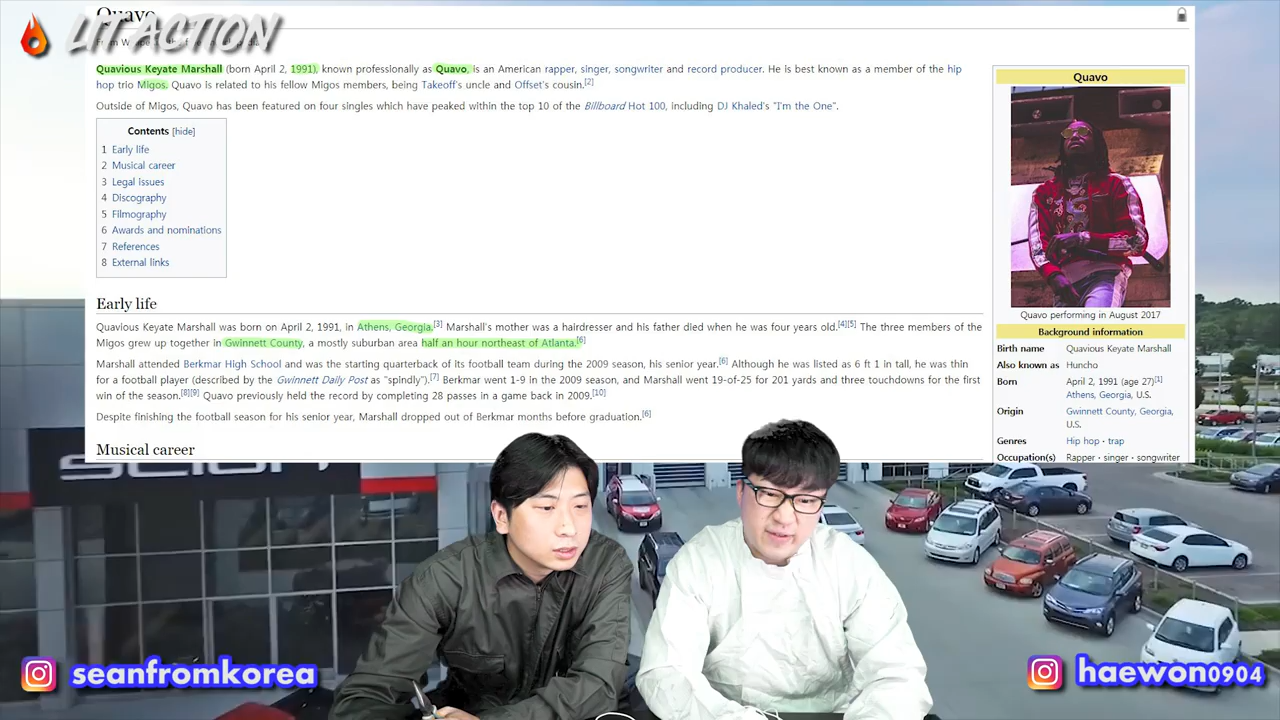 Quavo
LIT ACTION
Quavious Keyate Marshall (born April 2, 1991), known professionally as Quavo, is an American rapper, singer, songwriter and record producer. He is best known as a member of the hip
hop trio Migos. Quavo is related to his fellow Migos members, being Takeoff's uncle and Offset's cousin.[2]
Outside of Migos, Quavo has been featured on four singles which have peaked within the top 10 of the Billboard Hot 100, including DJ Khaled's "I'm the One".
Contents [hide]
1 Early life
2 Musical career
3 Legal issues
4 Discography
5 Filmography
6 Awards and nominations
7 References
8 External links
Early life
Quavious Keyate Marshall was born on April 2, 1991, in Athens, Georgia.[3] Marshall's mother was a hairdresser and his father died when he was four years old.[4][5] The three members of the
Migos grew up together in Gwinnett County, a mostly suburban area half an hour northeast of Atlanta.[6]
Marshall attended Berkmar High School and was the starting quarterback of its football team during the 2009 season, his senior year.[6] Although he was listed as 6 ft 1 in tall, he was thin
for a football player (described by the Gwinnett Daily Post as "spindly").[7] Berkmar went 1-9 in the 2009 season, and Marshall went 19-of-25 for 201 yards and three touchdowns for the first
win of the season.[8][9] Quavo previously held the record by completing 28 passes in a game back in 2009.[10]
Despite finishing the football season for his senior year, Marshall dropped out of Berkmar months before graduation.[6]
Musical career
Quavo
Quavo performing in August 2017
Background information
Birth name Quavious Keyate Marshall
Also known as Huncho
Born April 2, 1991 (age 27)[1]
Athens, Georgia, U.S.
Origin Gwinnett County, Georgia,
U.S.
Genres Hip hop · trap
Occupation(s) Rapper · singer · songwriter
scion
seanfromkorea
haewon0904